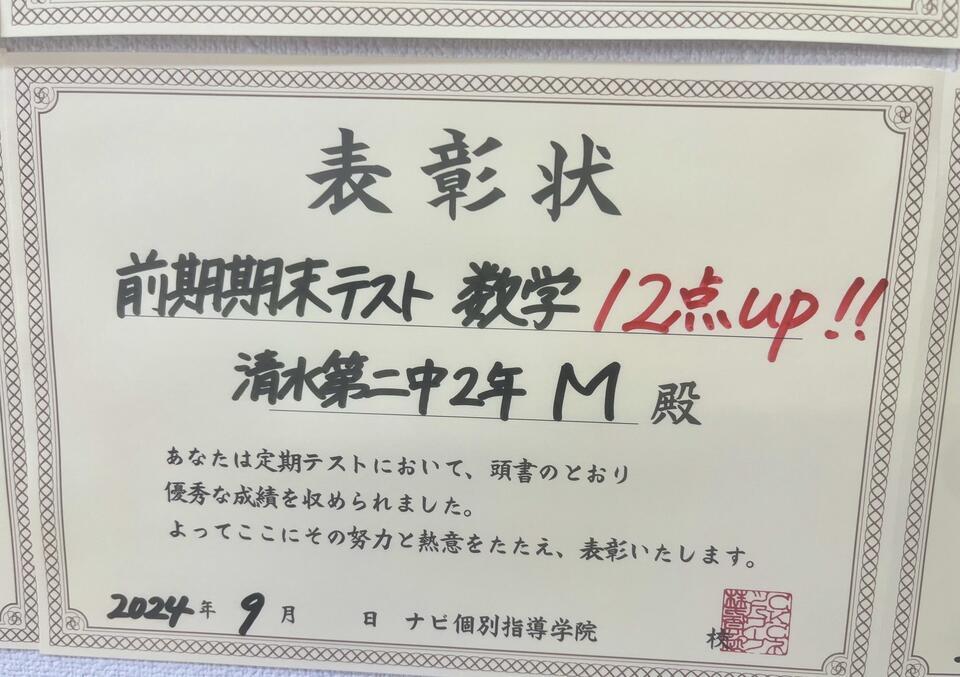 表彰状
前期期末テスト 数学 12点up!!
清水第二中2年 M 殿
あなたは定期テストにおいて、頭書のとおり
優秀な成績を収められました。
よってここにその努力と熱意をたたえ、表彰いたします。
2024年 9月 日 ナビ個別指導学院